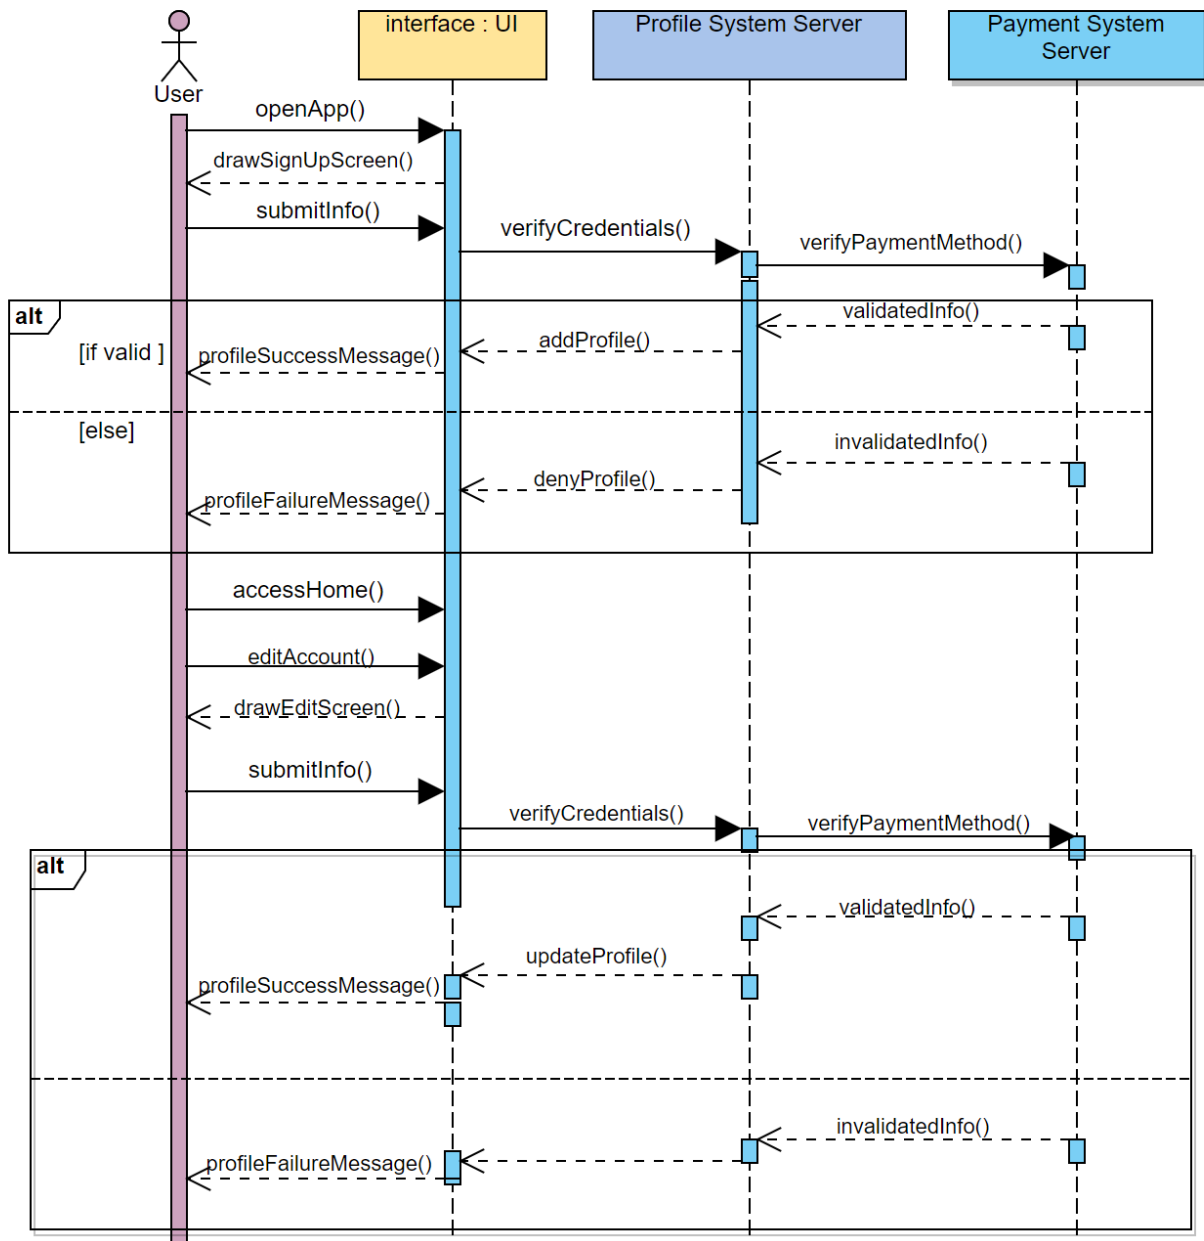 interface : UI
Profile System Server
Payment System
Server
User
openApp()
drawSignUpScreen()
submitInfo()
verifyCredentials()
verifyPaymentMethod()
alt
validatedInfo()
addProfile()
[if valid ]
profileSuccessMessage()
[else]
invalidatedInfo()
denyProfile()
profileFailureMessage()
accessHome()
editAccount()
drawEditScreen()
submitInfo()
verifyCredentials()
verifyPaymentMethod()
alt
validatedInfo()
updateProfile()
profileSuccessMessage()
invalidatedInfo()
profileFailureMessage()